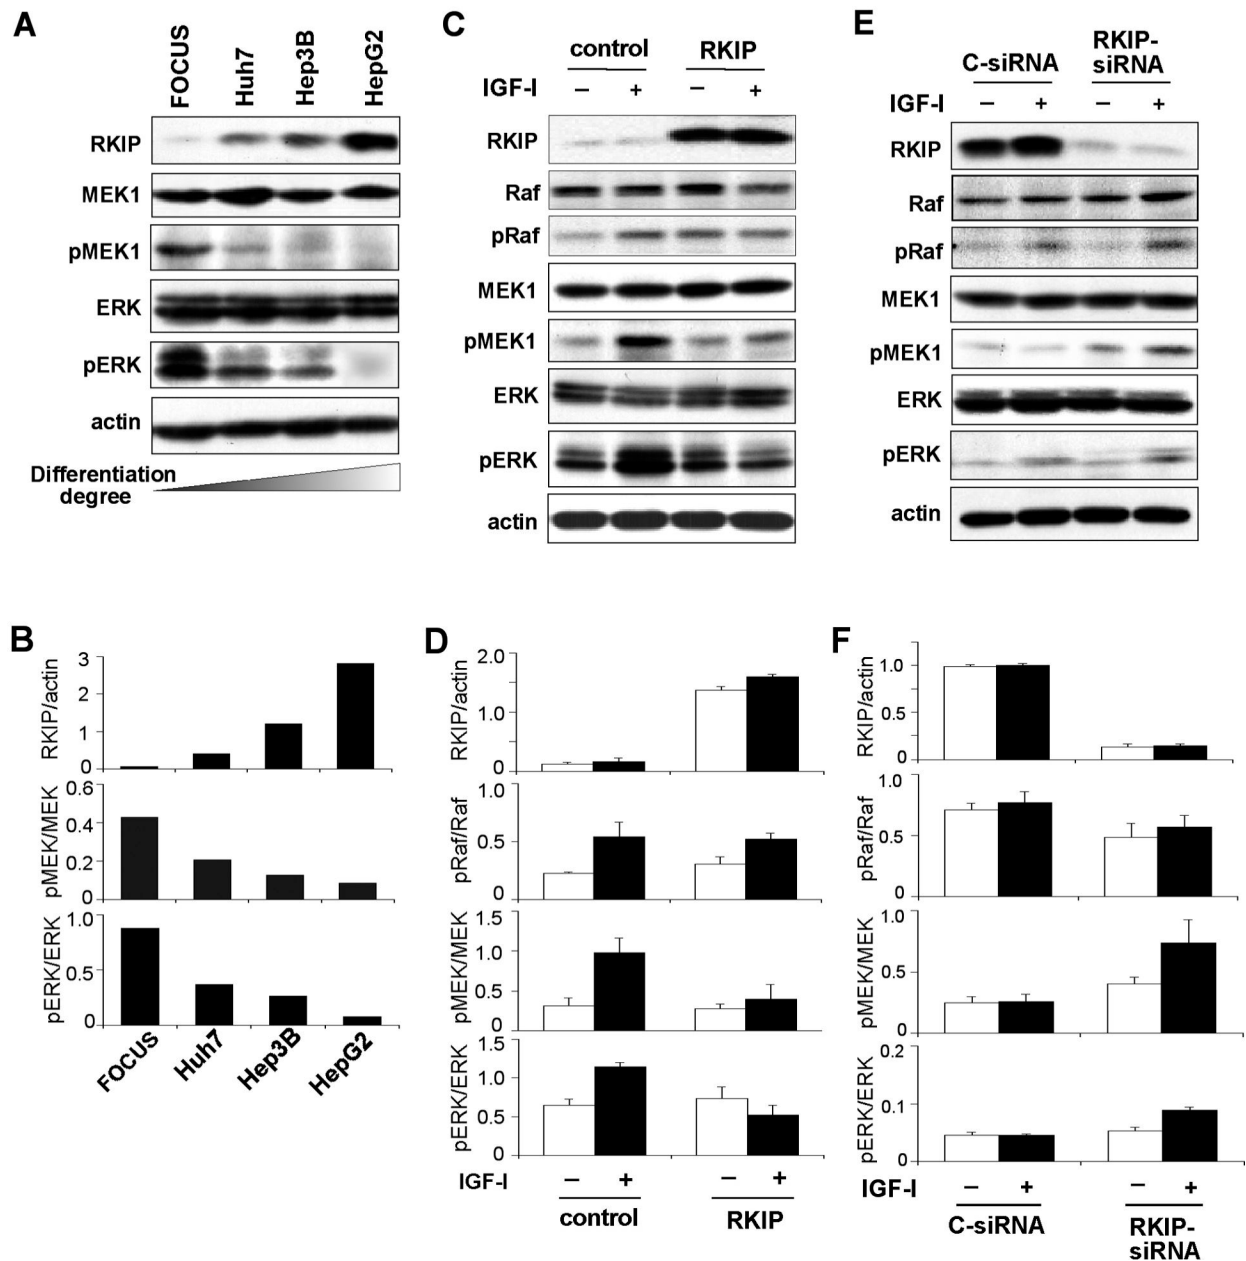 A
FOCUS
Huh7
Hep3B
HepG2
RKIP
MEK1
pMEK1
ERK
pERK
actin
Differentiation
degree
C
control
RKIP
IGF-I
–
+
–
+
RKIP
Raf
pRaf
MEK1
pMEK1
ERK
pERK
actin
E
C-siRNA
RKIP-
siRNA
IGF-I
–
+
–
+
RKIP
Raf
pRaf
MEK1
pMEK1
ERK
pERK
actin
B
RKIP/actin
3
2
1
0
pMEK/MEK
0.6
0.4
0.2
0
pERK/ERK
1.0
0.5
0
FOCUS
Huh7
Hep3B
HepG2
D
RKIP/actin
2.0
1.0
0
pRaf/Raf
1.0
0.5
0
pMEK/MEK
1.5
1.0
0.5
0
pERK/ERK
1.5
1.0
0.5
0
IGF-I
–
+
–
+
control
RKIP
F
RKIP/actin
1.0
0.5
0
pRaf/Raf
1.0
0.5
0
pMEK/MEK
1.0
0.5
0
pERK/ERK
0.2
0.1
0
IGF-I
–
+
–
+
C-siRNA
RKIP-
siRNA